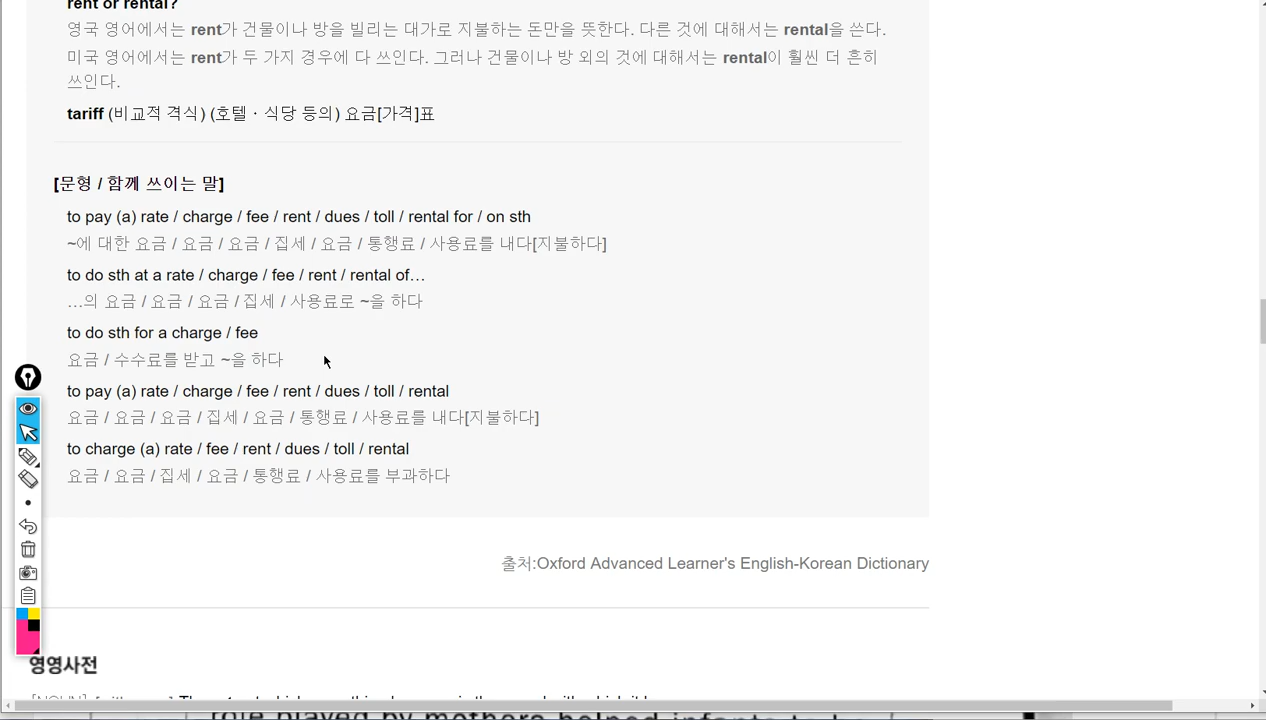 rent or rental?
영국 영어에서는 rent가 건물이나 방을 빌리는 대가로 지불하는 돈만을 뜻한다. 다른 것에 대해서는 rental을 쓴다.
미국 영어에서는 rent가 두 가지 경우에 다 쓰인다. 그러나 건물이나 방 외의 것에 대해서는 rental이 훨씬 더 흔히
쓰인다.
tariff (비교적 격식) (호텔·식당 등의) 요금[가격]표
[문형 / 함께 쓰이는 말]
to pay (a) rate / charge / fee / rent / dues / toll / rental for / on sth
~에 대한 요금 / 요금 / 요금 / 집세 / 요금 / 통행료 / 사용료를 내다[지불하다]
to do sth at a rate / charge / fee / rent / rental of…
…의 요금 / 요금 / 요금 / 집세 / 사용료로 ~을 하다
to do sth for a charge / fee
요금 / 수수료를 받고 ~을 하다
to pay (a) rate / charge / fee / rent / dues / toll / rental
요금 / 요금 / 요금 / 집세 / 요금 / 통행료 / 사용료를 내다[지불하다]
to charge (a) rate / fee / rent / dues / toll / rental
요금 / 요금 / 집세 / 요금 / 통행료 / 사용료를 부과하다
출처:Oxford Advanced Learner's English-Korean Dictionary
영영사전
role played by mothers helped infants to be